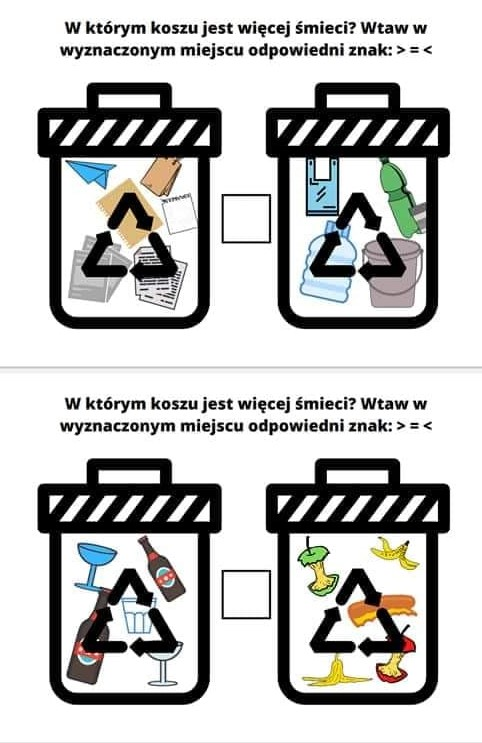 W którym koszu jest więcej śmieci? Wtaw w
wyznaczonym miejscu odpowiedni znak: > = <
W którym koszu jest więcej śmieci? Wtaw w
wyznaczonym miejscu odpowiedni znak: > = <